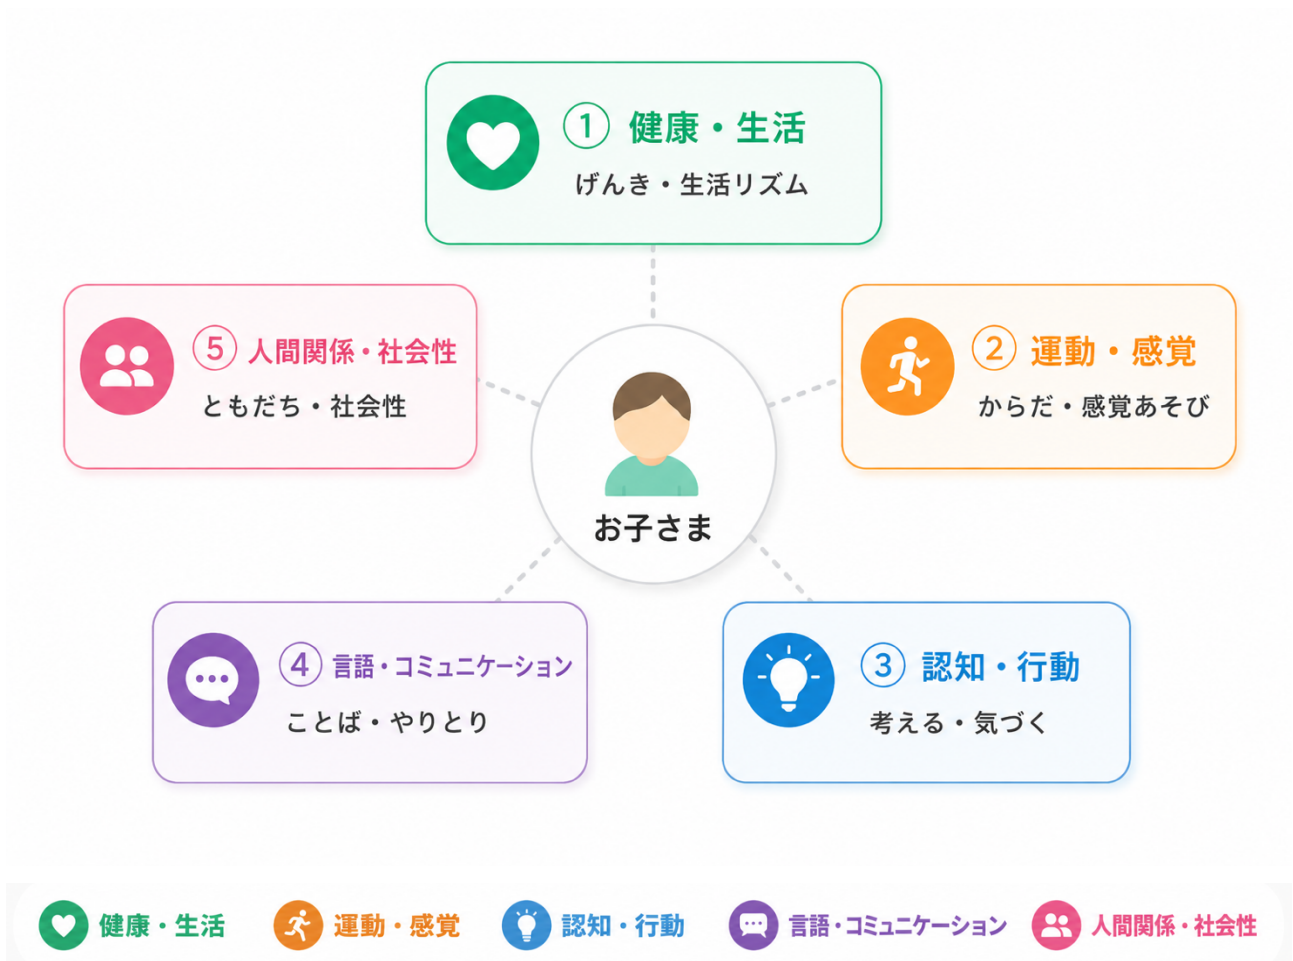 ① 健康・生活
げんき・生活リズム
⑤ 人間関係・社会性
ともだち・社会性
② 運動・感覚
からだ・感覚あそび
お子さま
④ 言語・コミュニケーション
ことば・やりとり
③ 認知・行動
考える・気づく
健康・生活
運動・感覚
認知・行動
言語・コミュニケーション
人間関係・社会性